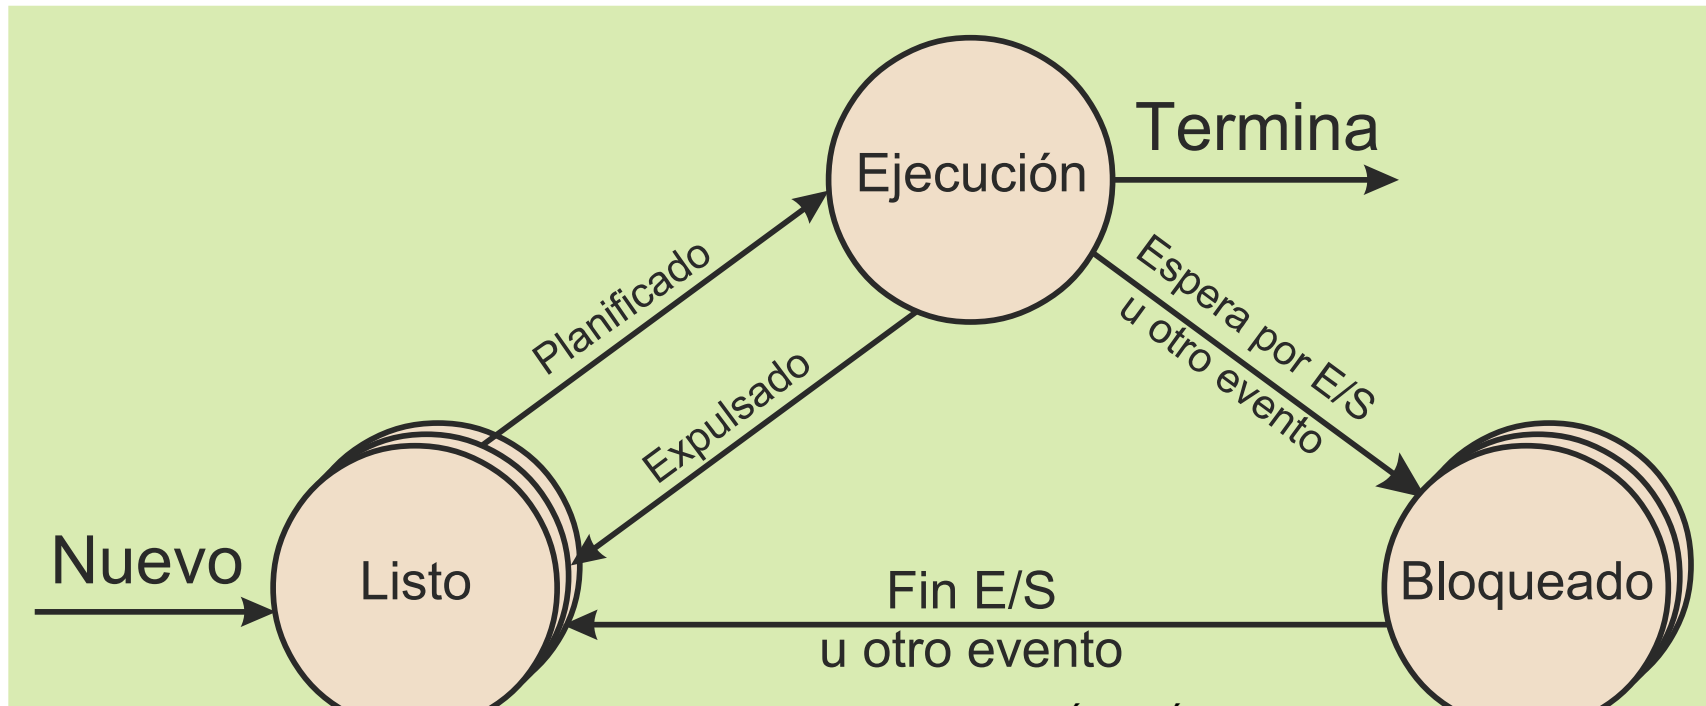 Termina
Ejecución
Planificado
Espera por E/S
u otro evento
Expulsado
Nuevo
Listo
Fin E/S
u otro evento
Bloqueado